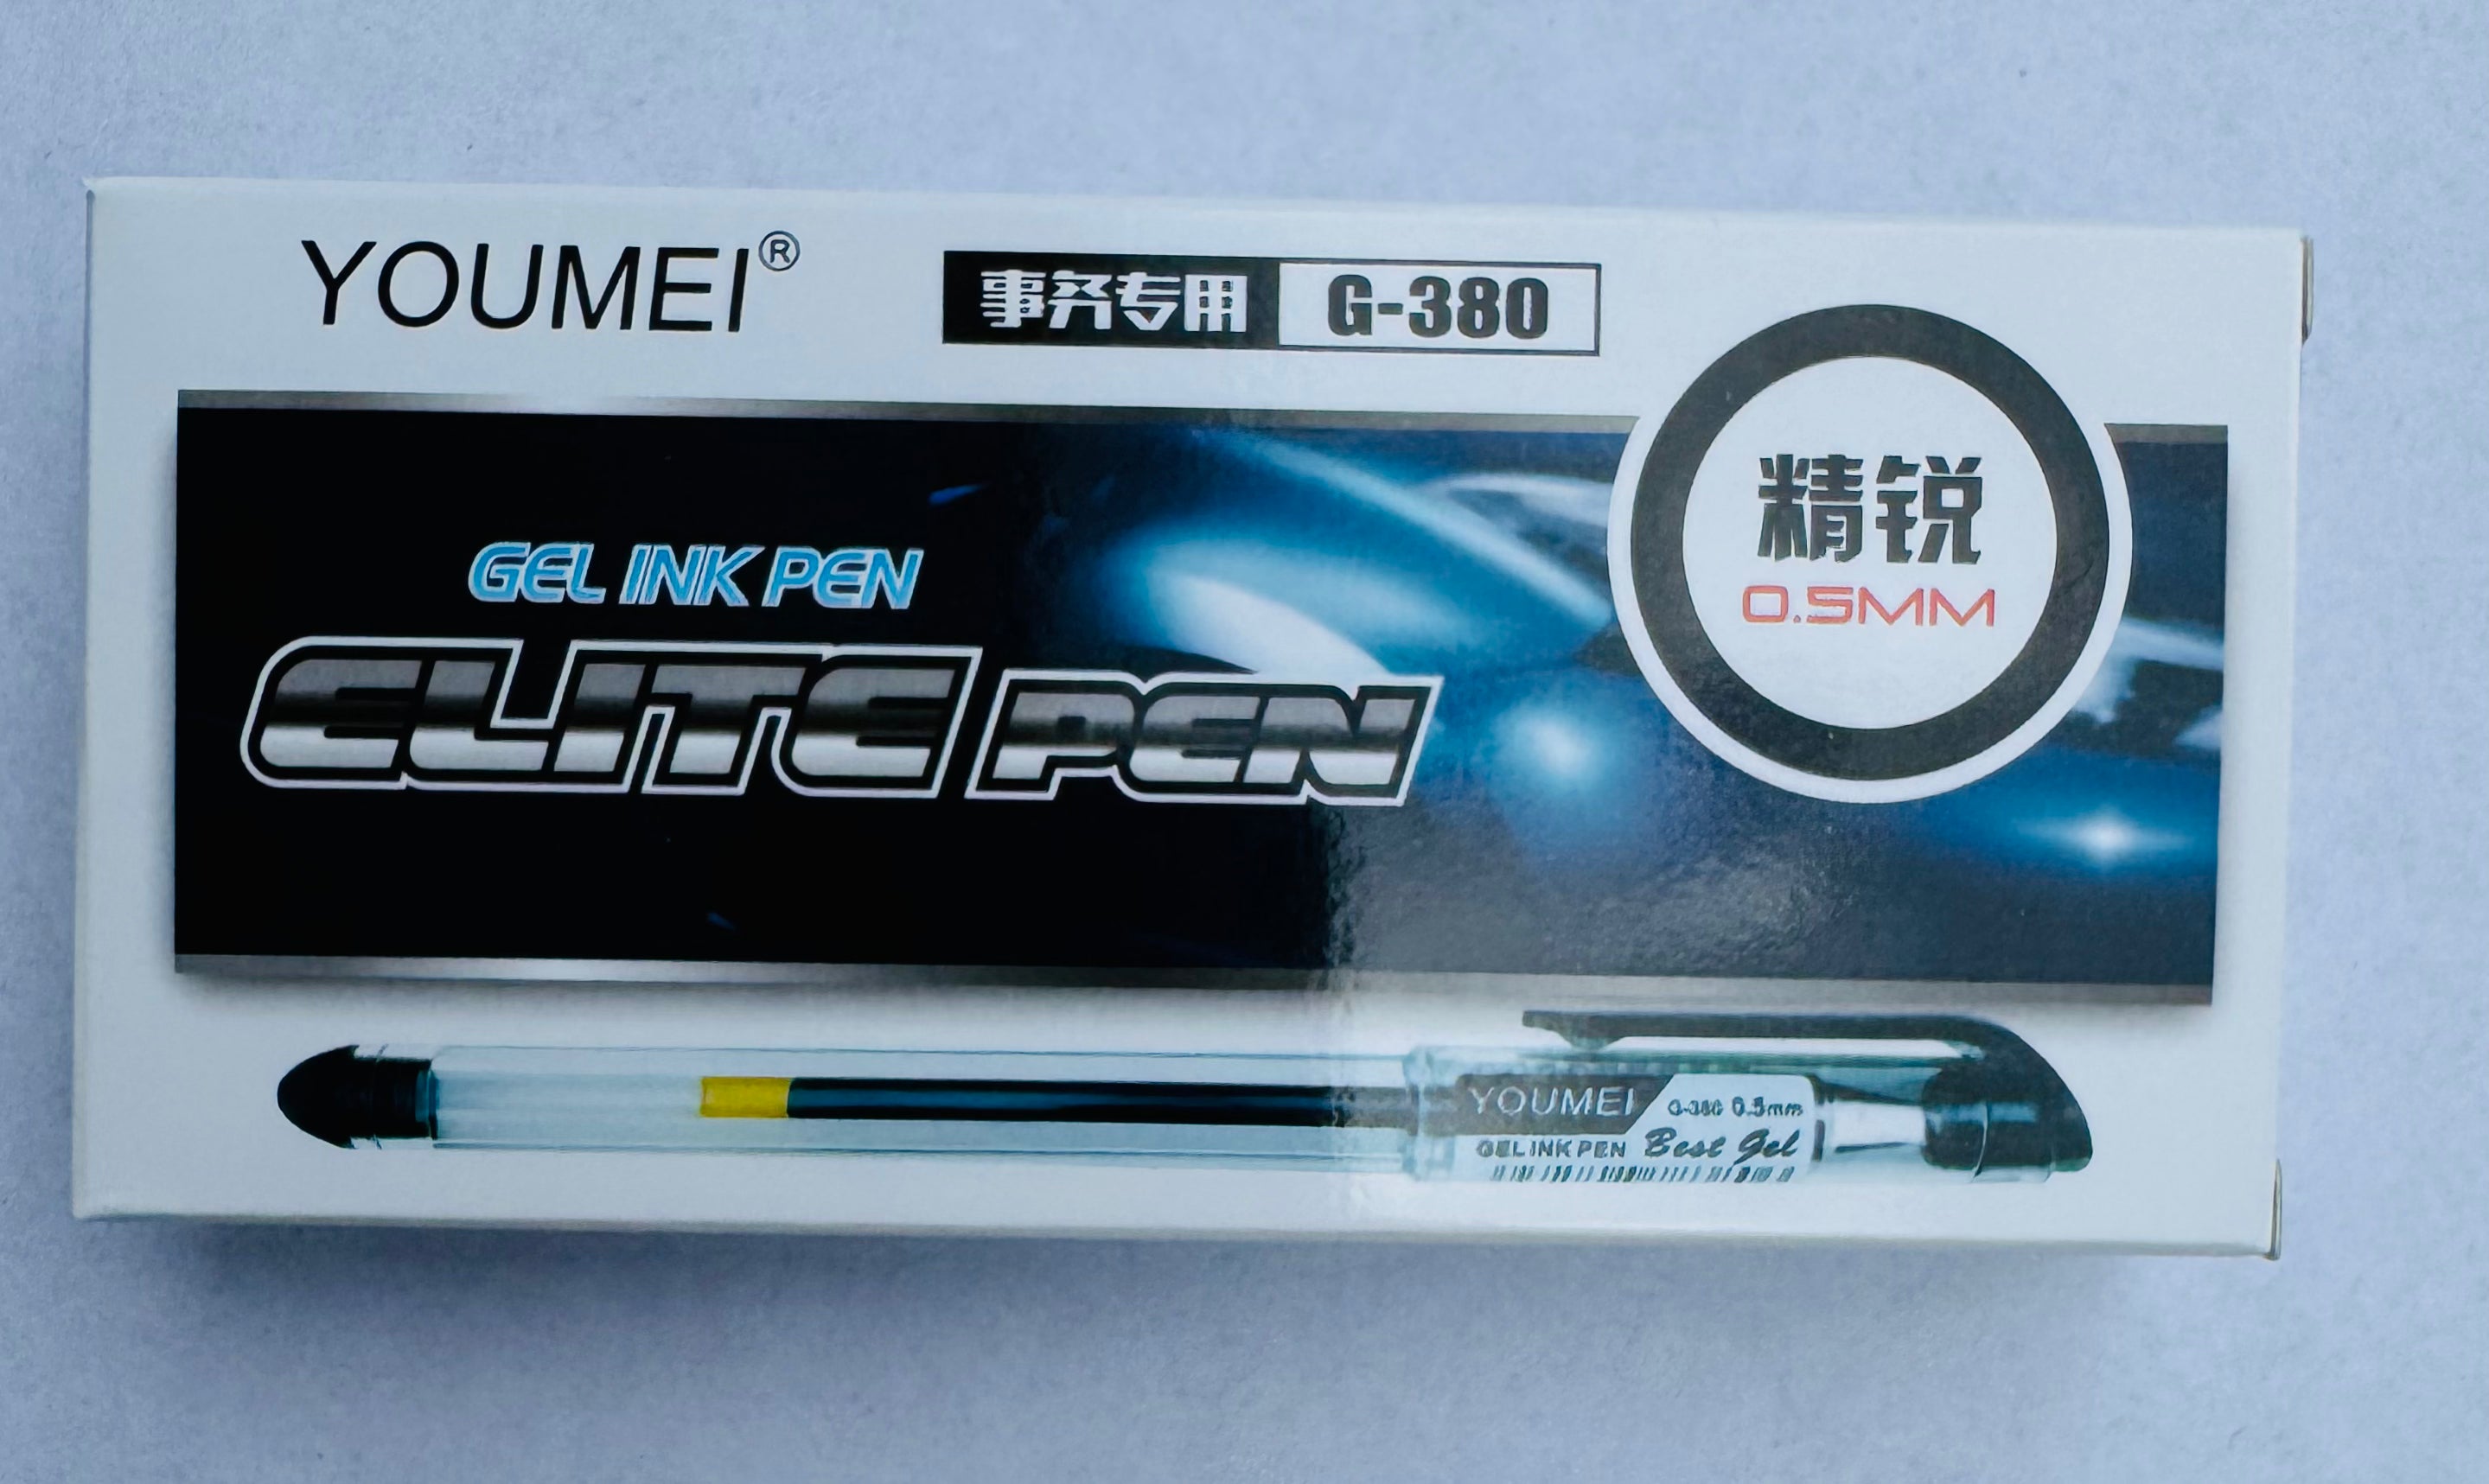 YOUMEI®
事务专用 G-380
精锐
0.5MM
GEL INK PEN
ELITE PEN
YOUMEI G-380 0.5mm
GEL INK PEN Best Gel